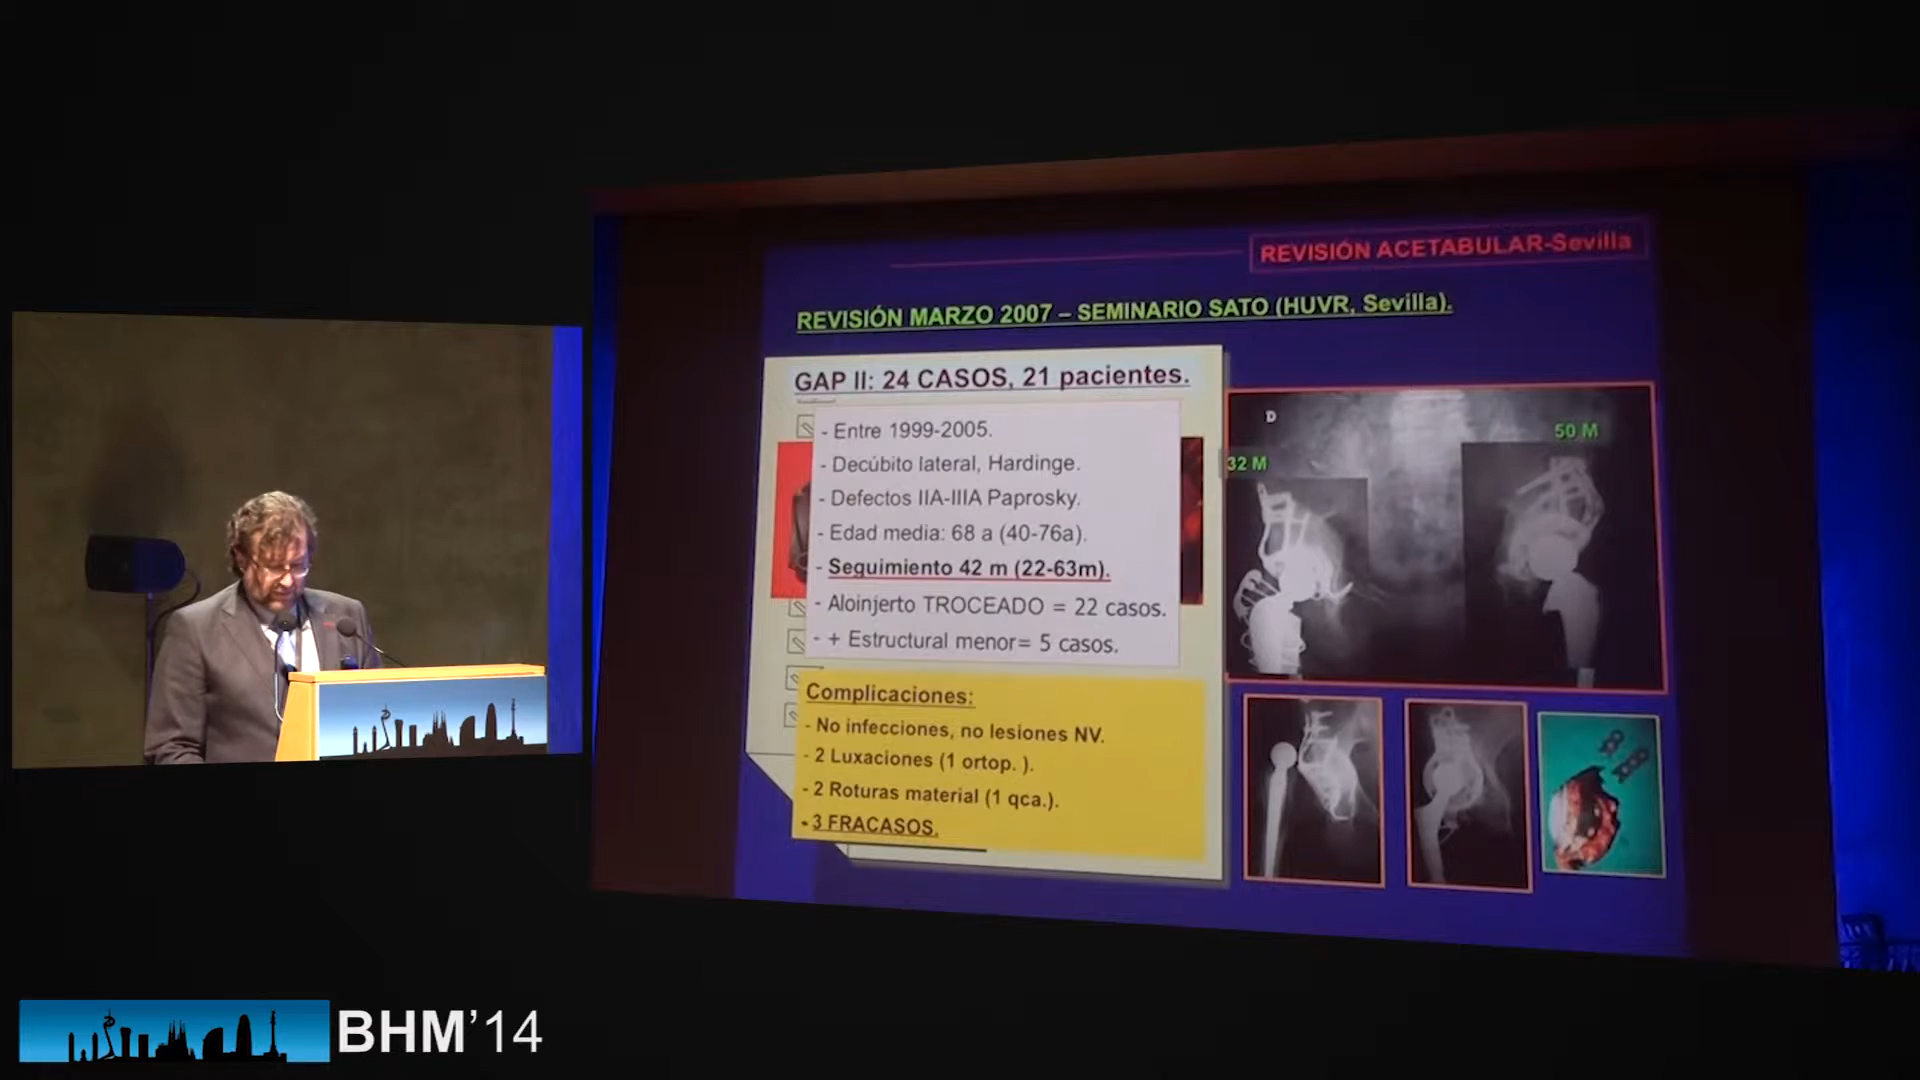 REVISIÓN ACETABULAR-Sevilla
REVISIÓN MARZO 2007 – SEMINARIO SATO (HUVR, Sevilla).
GAP II: 24 CASOS, 21 pacientes.
- Entre 1999-2005.
- Decúbito lateral, Hardinge.
- Defectos IIA-IIIA Paprosky.
- Edad media: 68 a (40-76a).
- Seguimiento 42 m (22-63m).
- Aloinjerto TROCEADO = 22 casos.
- + Estructural menor= 5 casos.
Complicaciones:
- No infecciones, no lesiones NV.
- 2 Luxaciones (1 ortop. ).
- 2 Roturas material (1 qca.).
- 3 FRACASOS.
D
32 M
50 M
BHM'14